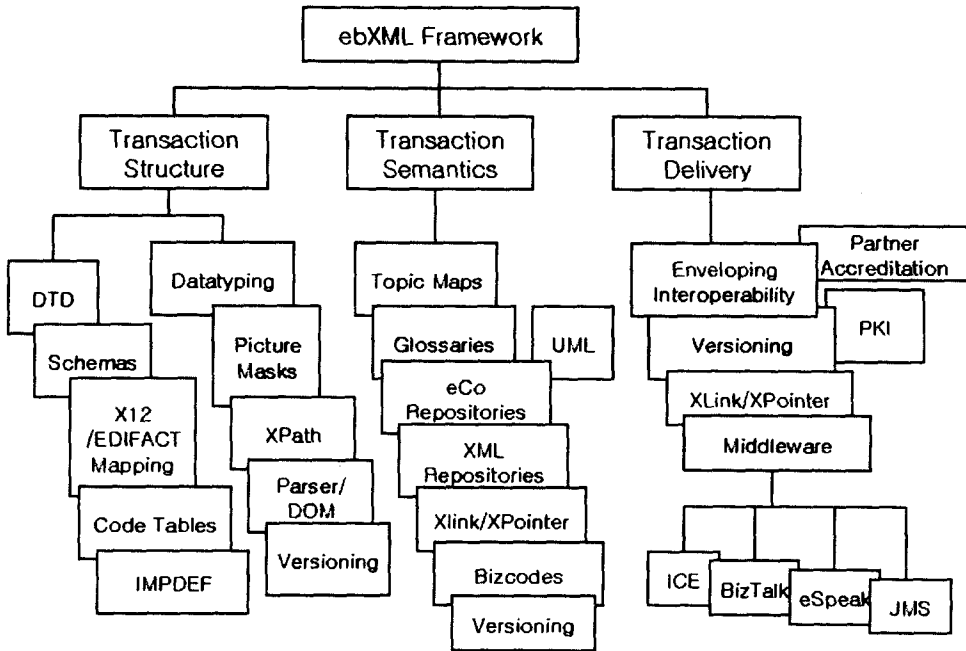 ebXML Framework
Transaction
Structure
Transaction
Semantics
Transaction
Delivery
DTD
Schemas
X12
/EDIFACT
Mapping
Code Tables
IMPDEF
Datatyping
Picture
Masks
XPath
Parser/
DOM
Versioning
Topic Maps
Glossaries
UML
eCo
Repositories
XML
Repositories
Xlink/XPointer
Bizcodes
Versioning
Enveloping
Interoperability
Partner
Accreditation
PKI
Versioning
XLink/XPointer
Middleware
ICE
BizTalk
eSpeak
JMS